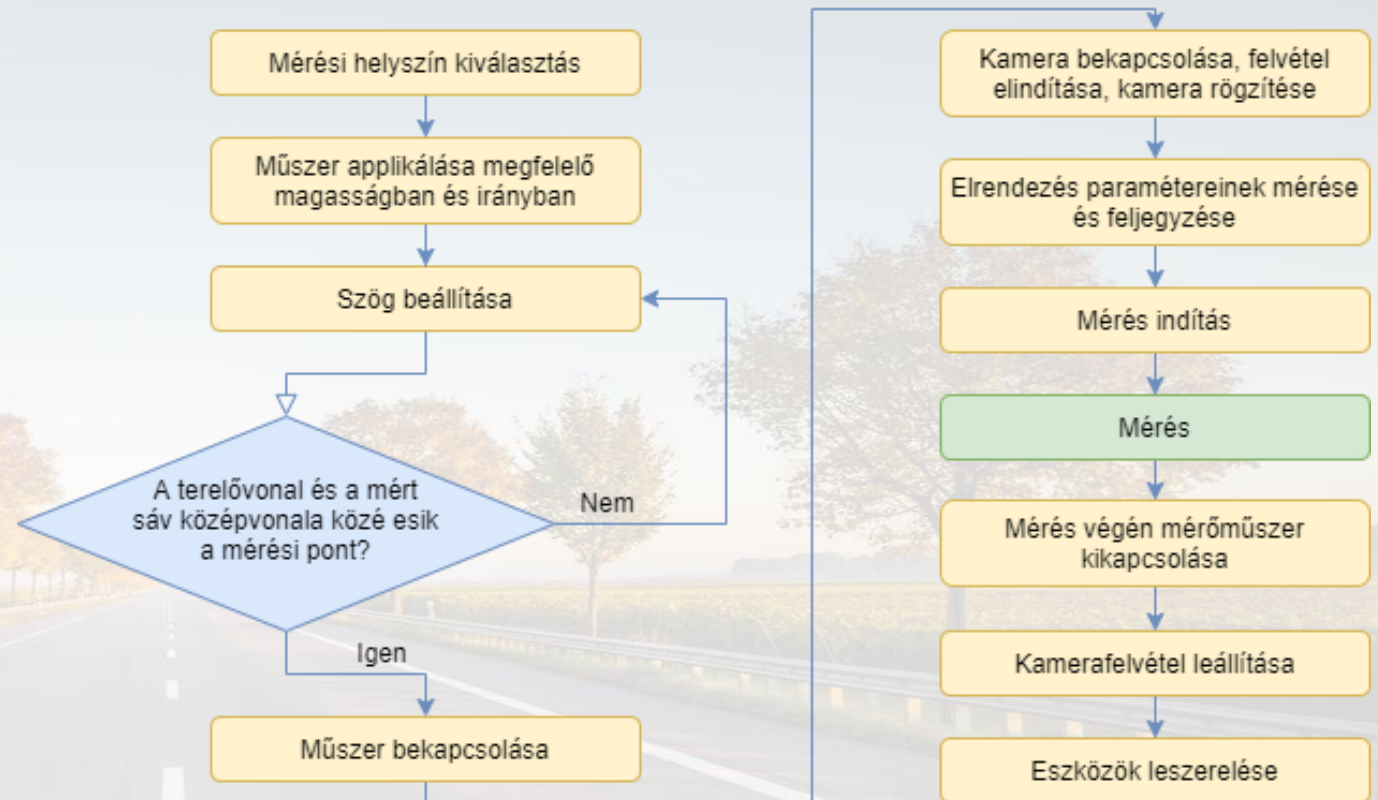 Mérési helyszín kiválasztás
Műszer applikálása megfelelő
magasságban és irányban
Szög beállítása
A terelővonal és a mért
sáv középvonala közé esik
a mérési pont?
Nem
Igen
Műszer bekapcsolása
Kamera bekapcsolása, felvétel
elindítása, kamera rögzítése
Elrendezés paramétereinek mérése
és feljegyzése
Mérés indítás
Mérés
Mérés végén mérőműszer
kikapcsolása
Kamerafelvétel leállítása
Eszközök leszerelése